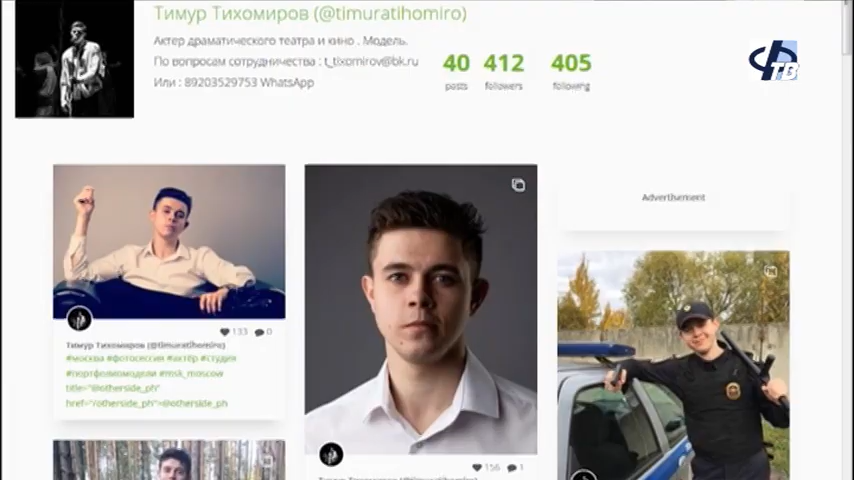 Тимур Тихомиров (@timuratihomiro)
Актер драматического театра и кино . Модель.
По вопросам сотрудничества : t_tixomirov@bk.ru
Или : 89203529753 WhatsApp
40 412 405
posts followers following
ТВ
Advertisement
133 0
Тимур Тихомиров (@timuratihomiro)
#москва #фотосессия #актёр #студия
#портфолиомодели #msk_moscow
title="@otherside_ph"
href="/otherside_ph">@otherside_ph
156 1